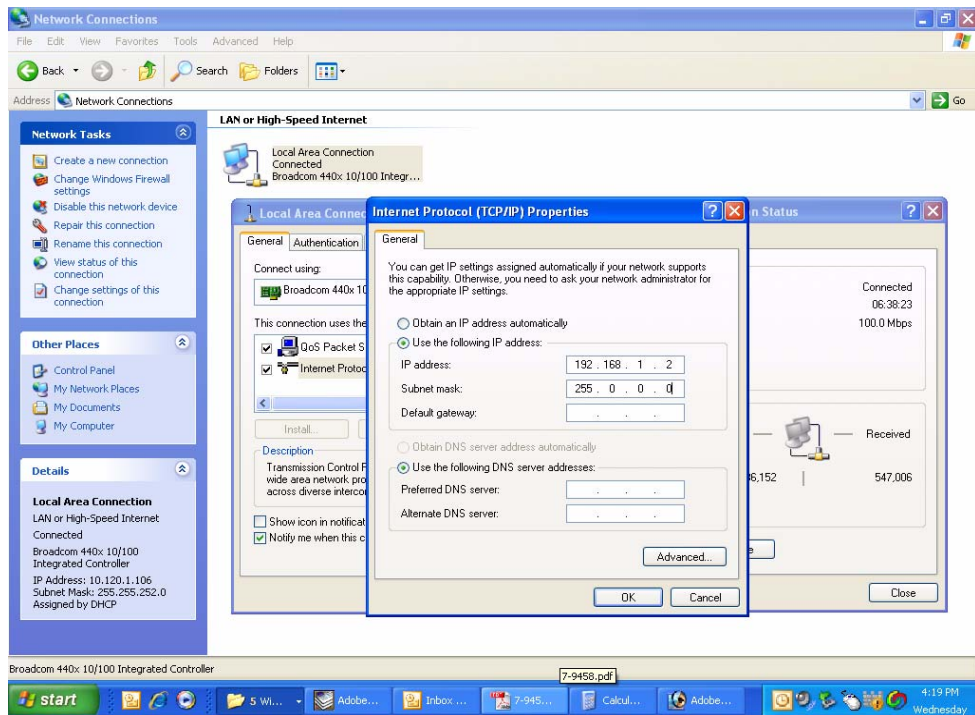 Network Connections
File Edit View Favorites Tools Advanced Help
Back Search Folders
Address Network Connections Go
Network Tasks
Create a new connection
Change Windows Firewall
settings
Disable this network device
Repair this connection
Rename this connection
View status of this
connection
Change settings of this
connection
Other Places
Control Panel
My Network Places
My Documents
My Computer
Details
Local Area Connection
LAN or High-Speed Internet
Connected
Broadcom 440x 10/100
Integrated Controller
IP Address: 10.120.1.106
Subnet Mask: 255.255.252.0
Assigned by DHCP
LAN or High-Speed Internet
Local Area Connection
Connected
Broadcom 440x 10/100 Integr...
Local Area Connec
General Authentication
Connect using:
Broadcom 440x 10
This connection uses the
QoS Packet S
Internet Protoc
Install...
Description
Transmission Control P
wide area network pro
across diverse interco
Show icon in notificat
Notify me when this c
Internet Protocol (TCP/IP) Properties
General
You can get IP settings assigned automatically if your network supports
this capability. Otherwise, you need to ask your network administrator for
the appropriate IP settings.
Obtain an IP address automatically
Use the following IP address:
IP address: 192 . 168 . 1 . 2
Subnet mask: 255 . 0 . 0 . 0
Default gateway: . . .
Obtain DNS server address automatically
Use the following DNS server addresses:
Preferred DNS server: . . .
Alternate DNS server: . . .
Advanced...
OK Cancel
n Status
Connected
06:38:23
100.0 Mbps
Received
6,152 547,006
e
Close
Broadcom 440x 10/100 Integrated Controller
7-9458.pdf
start 5 Wi... Adobe... Inbox ... 7-945... Calcul... Adobe... 4:19 PM
Wednesday